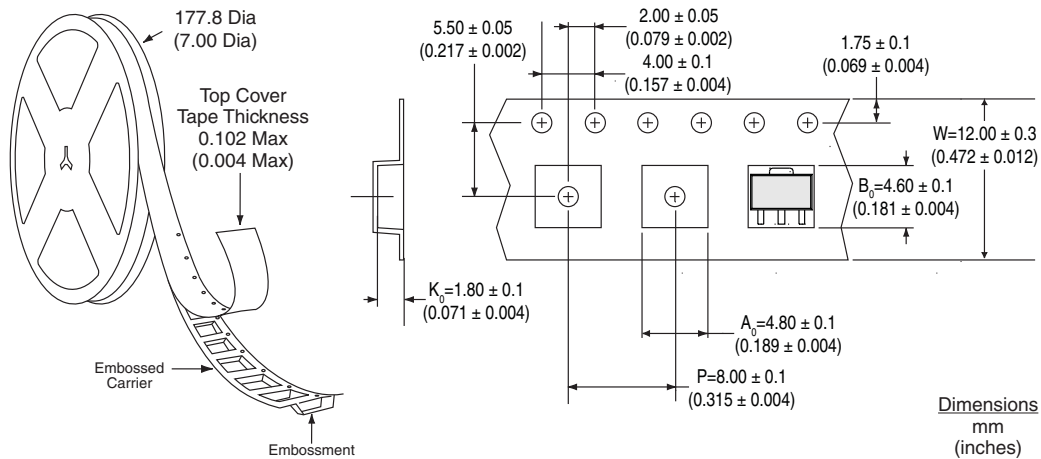 177.8 Dia
(7.00 Dia)
Top Cover
Tape Thickness
0.102 Max
(0.004 Max)
Embossed
Carrier
Embossment
5.50 ± 0.05
(0.217 ± 0.002)
2.00 ± 0.05
(0.079 ± 0.002)
4.00 ± 0.1
(0.157 ± 0.004)
1.75 ± 0.1
(0.069 ± 0.004)
W=12.00 ± 0.3
(0.472 ± 0.012)
B₀=4.60 ± 0.1
(0.181 ± 0.004)
K₀=1.80 ± 0.1
(0.071 ± 0.004)
A₀=4.80 ± 0.1
(0.189 ± 0.004)
P=8.00 ± 0.1
(0.315 ± 0.004)
Dimensions
mm
(inches)